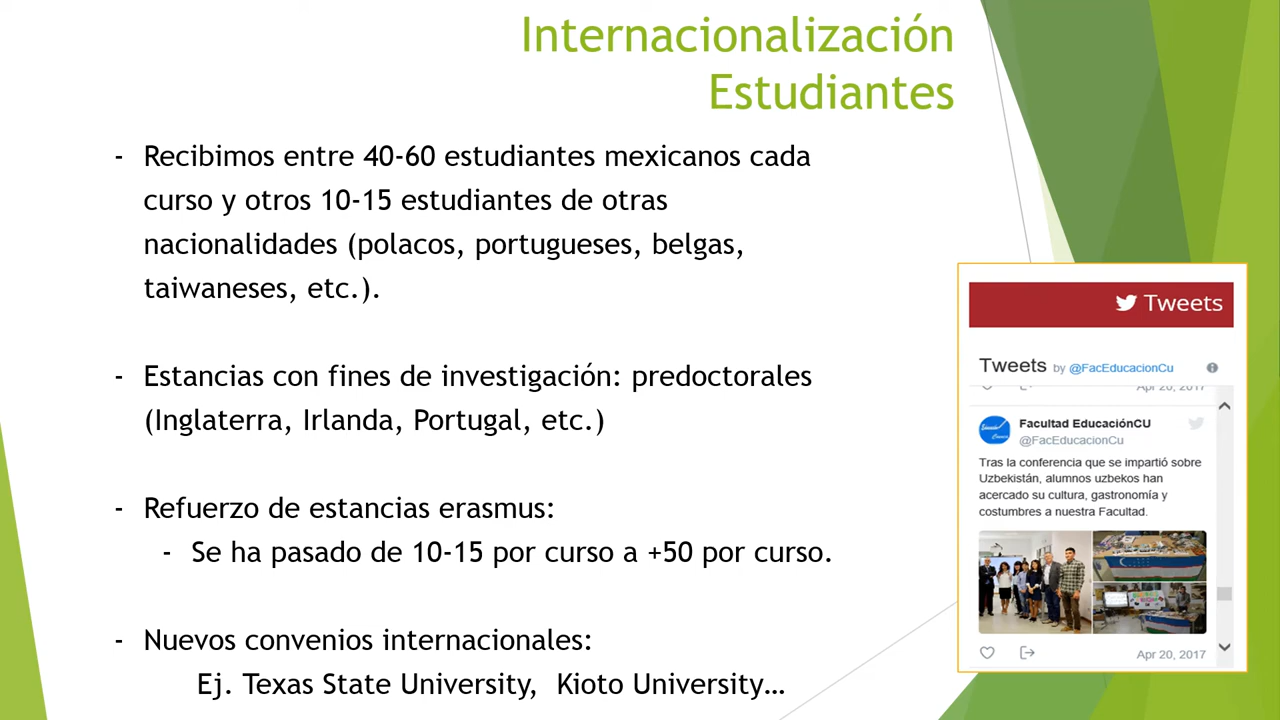 Internacionalización
Estudiantes
- Recibimos entre 40-60 estudiantes mexicanos cada
curso y otros 10-15 estudiantes de otras
nacionalidades (polacos, portugueses, belgas,
taiwaneses, etc.).
- Estancias con fines de investigación: predoctorales
(Inglaterra, Irlanda, Portugal, etc.)
- Refuerzo de estancias erasmus:
- Se ha pasado de 10-15 por curso a +50 por curso.
- Nuevos convenios internacionales:
Ej. Texas State University, Kioto University…
Tweets
Tweets by @FacEducacionCu
Apr 20, 2017
Facultad EducaciónCU
@FacEducacionCu
Tras la conferencia que se impartió sobre
Uzbekistán, alumnos uzbekos han
acercado su cultura, gastronomía y
costumbres a nuestra Facultad.
Apr 20, 2017